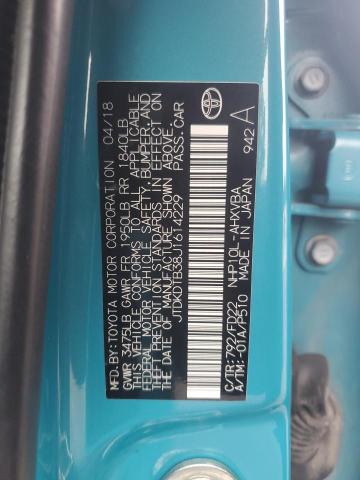 MFD.BY:TOYOTA MOTOR CORPORATION 04/18
GVWR 3475LB GAWR FR 1950LB RR 1840LB
THIS VEHICLE CONFORMS TO ALL APPLICABLE
FEDERAL MOTOR VEHICLE SAFETY, BUMPER, AND
THEFT PREVENTION STANDARDS IN EFFECT
ON THE DATE OF MANUFACTURE SHOWN ABOVE.
JTDKDTB38J1614229 PASS.CAR
C/TR:792/FD22 NHP10L-AHXVBA
A/TM:-01A/P510 MADE IN JAPAN 942 A